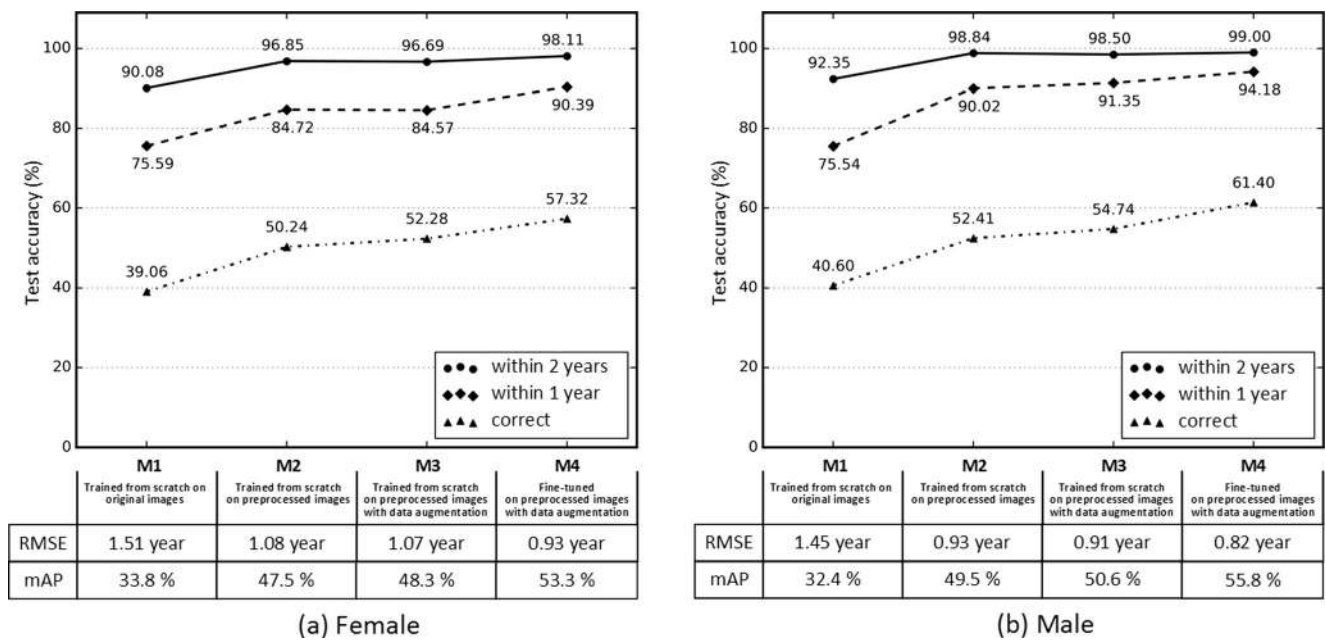 100
80
60
40
20
0
Test accuracy (%)
90.08
96.85
96.69
98.11
75.59
84.72
84.57
90.39
39.06
50.24
52.28
57.32
within 2 years
within 1 year
correct
M1 M2 M3 M4
Trained from scratch on
original images
Trained from scratch
on preprocessed images
Trained from scratch
on preprocessed images
with data augmentation
Fine-tuned
on preprocessed images
with data augmentation
RMSE 1.51 year 1.08 year 1.07 year 0.93 year
mAP 33.8 % 47.5 % 48.3 % 53.3 %
(a) Female
100
80
60
40
20
0
Test accuracy (%)
92.35
98.84
98.50
99.00
75.54
90.02
91.35
94.18
40.60
52.41
54.74
61.40
within 2 years
within 1 year
correct
M1 M2 M3 M4
Trained from scratch on
original images
Trained from scratch
on preprocessed images
Trained from scratch
on preprocessed images
with data augmentation
Fine-tuned
on preprocessed images
with data augmentation
RMSE 1.45 year 0.93 year 0.91 year 0.82 year
mAP 32.4 % 49.5 % 50.6 % 55.8 %
(b) Male